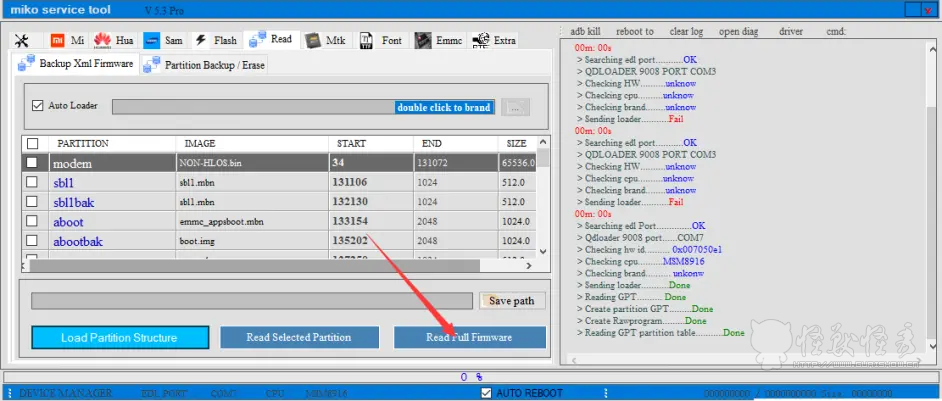 miko service tool V 5.3 Pro
Mi Hua Sam Flash Read Mtk Font Emmc Extra
Backup Xml Firmware Partition Backup / Erase
Auto Loader double click to brand ...
PARTITION IMAGE START END SIZE
modem NON-HLOS.bin 34 131072 65536.0
sbl1 sbl1.mbn 131106 1024 512.0
sbl1bak sbl1.mbn 132130 1024 512.0
aboot emmc_appsboot.mbn 133154 2048 1024.0
abootbak boot.img 135202 2048 1024.0
Save path
Load Partition Structure Read Selected Partition Read Full Firmware
adb kill reboot to clear log open diag driver cmd:
00m: 00s
> Searching edl port...........OK
> QDLOADER 9008 PORT COM3
> Checking HW..........unknow
> Checking cpu..........unknow
> Checking brand.......unknow
> Sending loader...........Fail
00m: 00s
> Searching edl port...........OK
> QDLOADER 9008 PORT COM3
> Checking HW..........unknow
> Checking cpu..........unknow
> Checking brand.......unknow
> Sending loader...........Fail
00m: 00s
> Searching edl Port...........OK
> Qdloader 9008 port......COM7
> Checking hw id.......... 0x007050e1
> Checking cpu..........MSM8916
> Checking brand ......... unkonw
> Sending loader..........Done
> Reading GPT .......... Done
> Create partition GPT .........Done
> Create Rawprogram.........Done
> Reading GPT partition table.........Done
0 %
DEVICE MANAGER EDL PORT COM7 CPU MSM8916 AUTO REBOOT 000000000 / 0000000000 Size 00000000